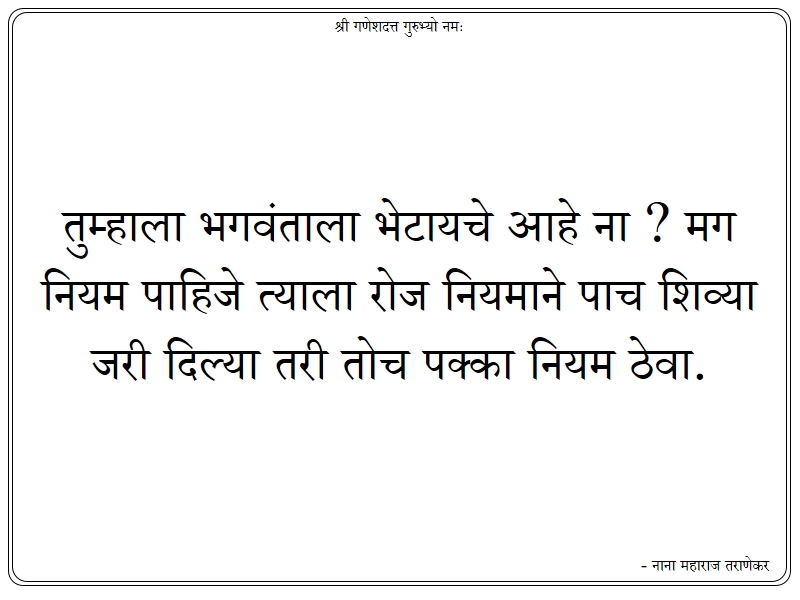 श्री गणेशदत्त गुरुभ्यो नमः
तुम्हाला भगवंताला भेटायचे आहे ना ? मग
नियम पाहिजे त्याला रोज नियमाने पाच शिव्या
जरी दिल्या तरी तोच पक्का नियम ठेवा.
- नाना महाराज तराणेकर